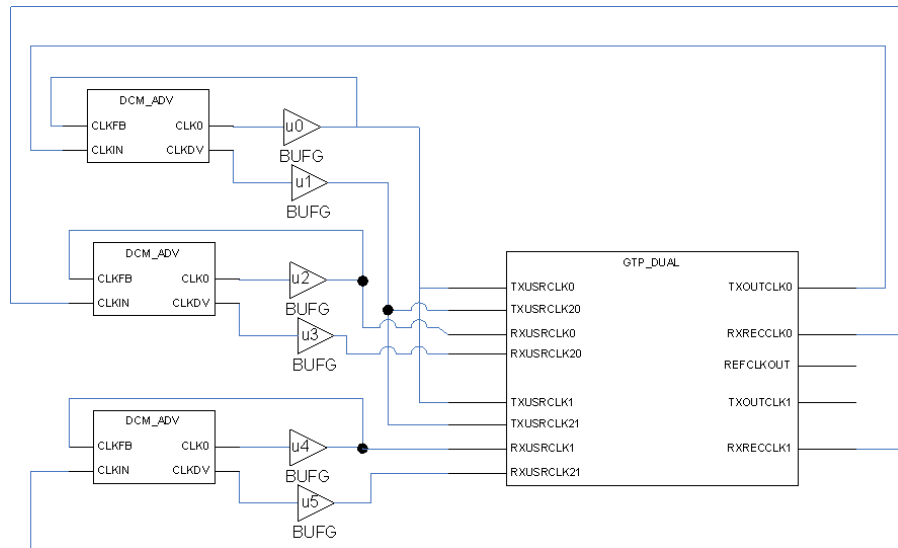 DCM_ADV
CLKFB CLK0
CLKIN CLKDV
u0
BUFG
u1
BUFG
DCM_ADV
CLKFB CLK0
CLKIN CLKDV
u2
BUFG
u3
BUFG
DCM_ADV
CLKFB CLK0
CLKIN CLKDV
u4
BUFG
u5
BUFG
GTP_DUAL
TXUSRCLK0 TXOUTCLK0
TXUSRCLK20
RXUSRCLK0 RXRECCLK0
RXUSRCLK20
REFCLKOUT
TXUSRCLK1 TXOUTCLK1
TXUSRCLK21
RXUSRCLK1 RXRECCLK1
RXUSRCLK21